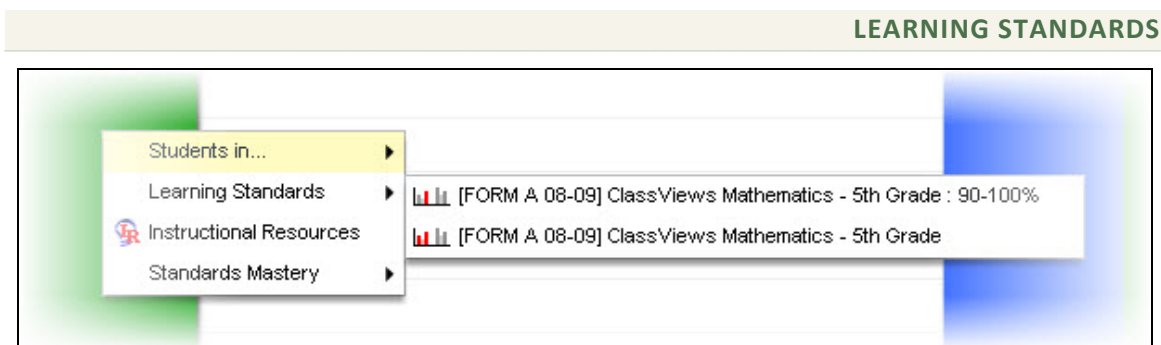 LEARNING STANDARDS
Students in...
Learning Standards
[FORM A 08-09] ClassViews Mathematics - 5th Grade : 90-100%
IR Instructional Resources
[FORM A 08-09] ClassViews Mathematics - 5th Grade
Standards Mastery